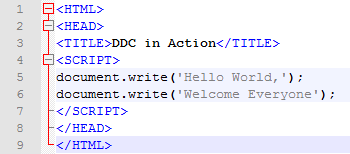 1 <HTML>
2 <HEAD>
3 <TITLE>DDC in Action</TITLE>
4 <SCRIPT>
5 document.write('Hello World,');
6 document.write('Welcome Everyone');
7 </SCRIPT>
8 </HEAD>
9 </HTML>